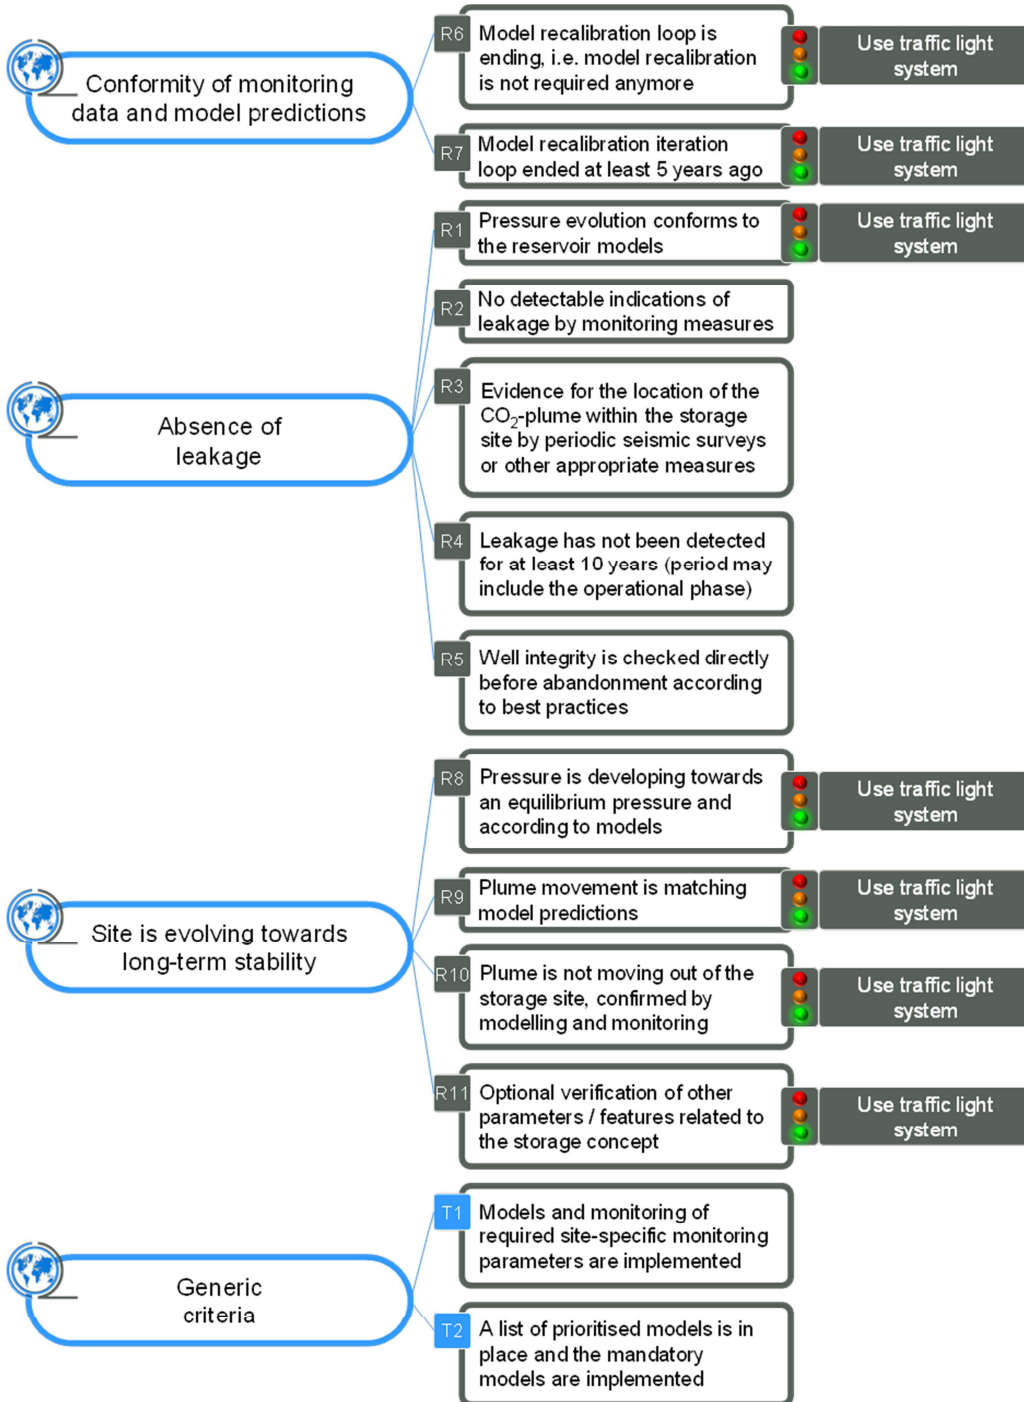 Conformity of monitoring
data and model predictions
R6
Model recalibration loop is
ending, i.e. model recalibration
is not required anymore
Use traffic light
system
R7
Model recalibration iteration
loop ended at least 5 years ago
Use traffic light
system
Absence of
leakage
R1
Pressure evolution conforms to
the reservoir models
Use traffic light
system
R2
No detectable indications of
leakage by monitoring measures
R3
Evidence for the location of the
CO₂-plume within the storage
site by periodic seismic surveys
or other appropriate measures
R4
Leakage has not been detected
for at least 10 years (period may
include the operational phase)
R5
Well integrity is checked directly
before abandonment according
to best practices
Site is evolving towards
long-term stability
R8
Pressure is developing towards
an equilibrium pressure and
according to models
Use traffic light
system
R9
Plume movement is matching
model predictions
Use traffic light
system
R10
Plume is not moving out of the
storage site, confirmed by
modelling and monitoring
Use traffic light
system
R11
Optional verification of other
parameters / features related to
the storage concept
Use traffic light
system
Generic
criteria
T1
Models and monitoring of
required site-specific monitoring
parameters are implemented
T2
A list of prioritised models is in
place and the mandatory
models are implemented